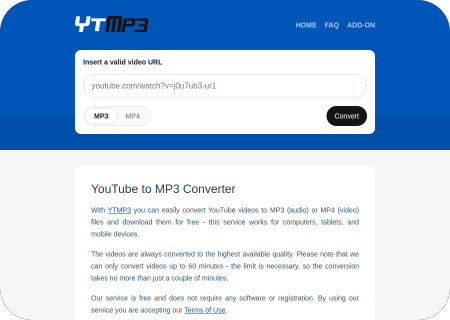 YTMP3
HOME FAQ ADD-ON
Insert a valid video URL
youtube.com/watch?v=j0u7ub3-ur1
MP3 MP4 Convert
YouTube to MP3 Converter
With YTMP3 you can easily convert YouTube videos to MP3 (audio) or MP4 (video)
files and download them for free - this service works for computers, tablets, and
mobile devices.
The videos are always converted to the highest available quality. Please note that we
can only convert videos up to 60 minutes - the limit is necessary, so the conversion
takes no more than just a couple of minutes.
Our service is free and does not require any software or registration. By using our
service you are accepting our Terms of Use.